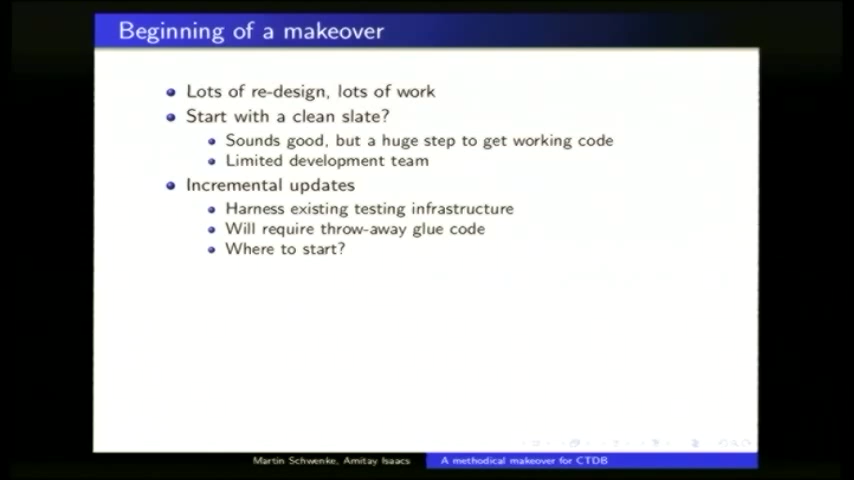 Beginning of a makeover
Lots of re-design, lots of work
Start with a clean slate?
Sounds good, but a huge step to get working code
Limited development team
Incremental updates
Harness existing testing infrastructure
Will require throw-away glue code
Where to start?
Martin Schwenke, Amitay Isaacs
A methodical makeover for CTDB